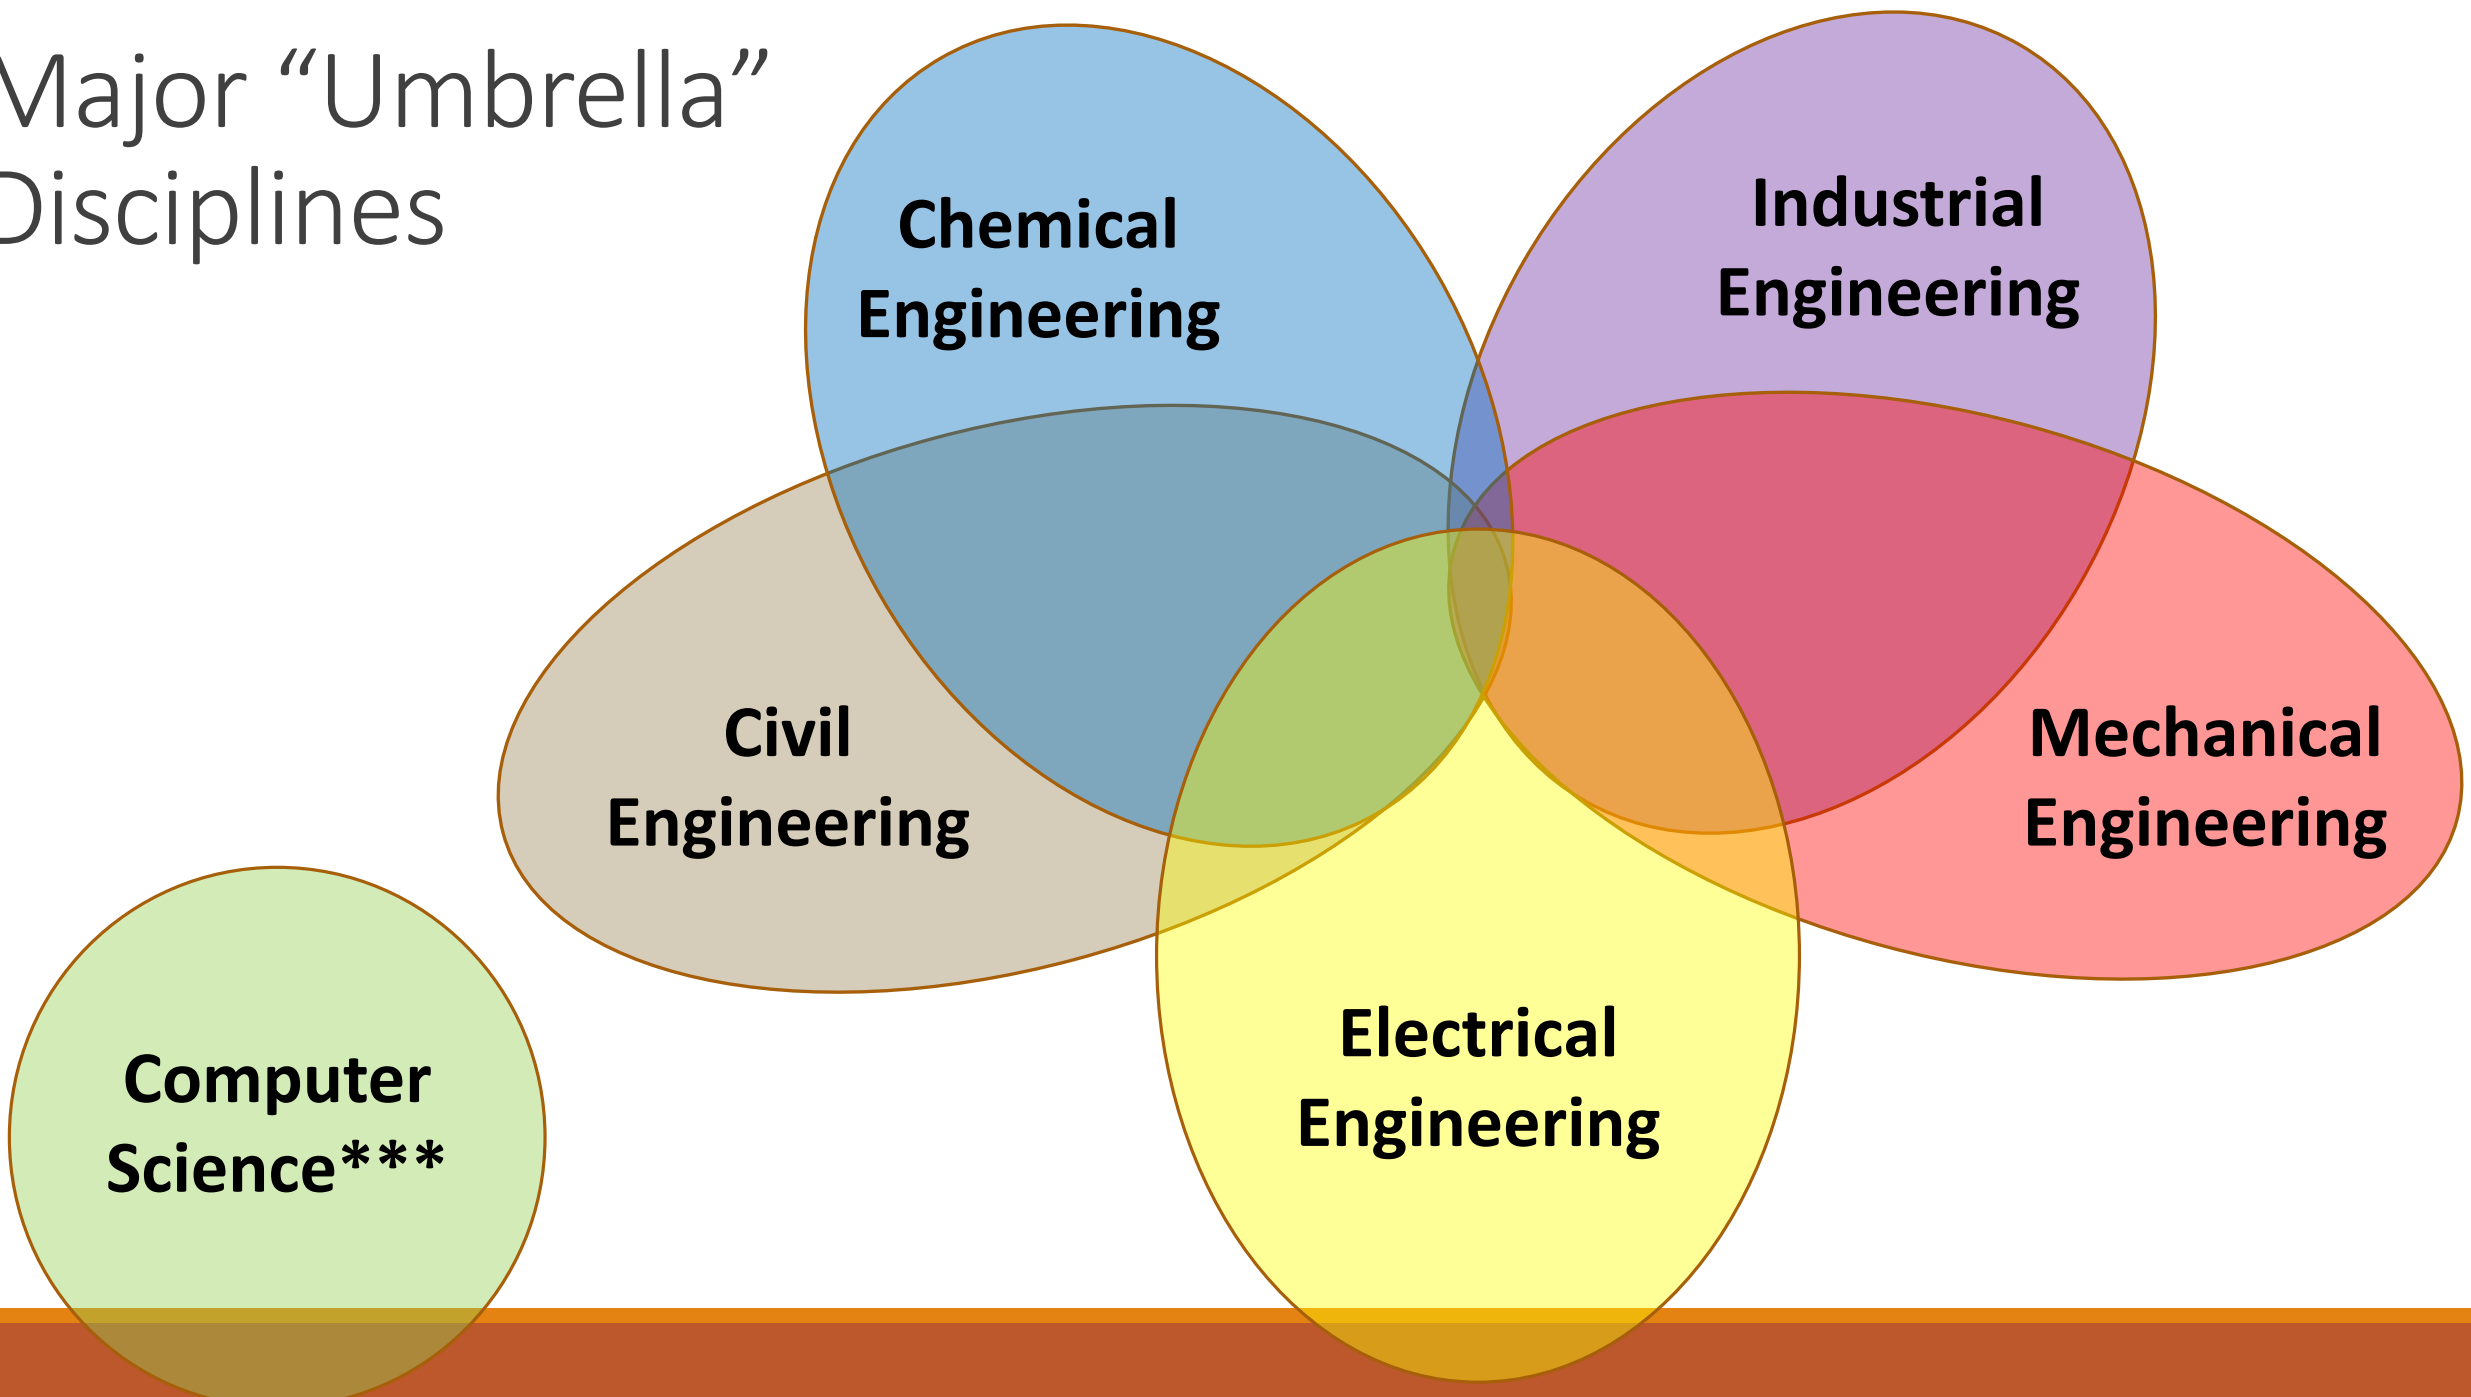 Major “Umbrella”
Disciplines
Chemical
Engineering
Industrial
Engineering
Civil
Engineering
Mechanical
Engineering
Electrical
Engineering
Computer
Science***